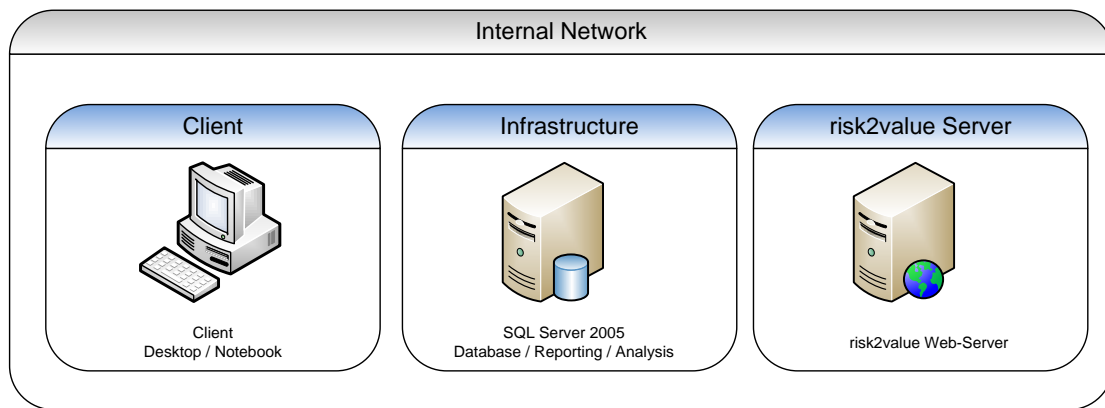 Internal Network
Client
Infrastructure
risk2value Server
Client
Desktop / Notebook
SQL Server 2005
Database / Reporting / Analysis
risk2value Web-Server